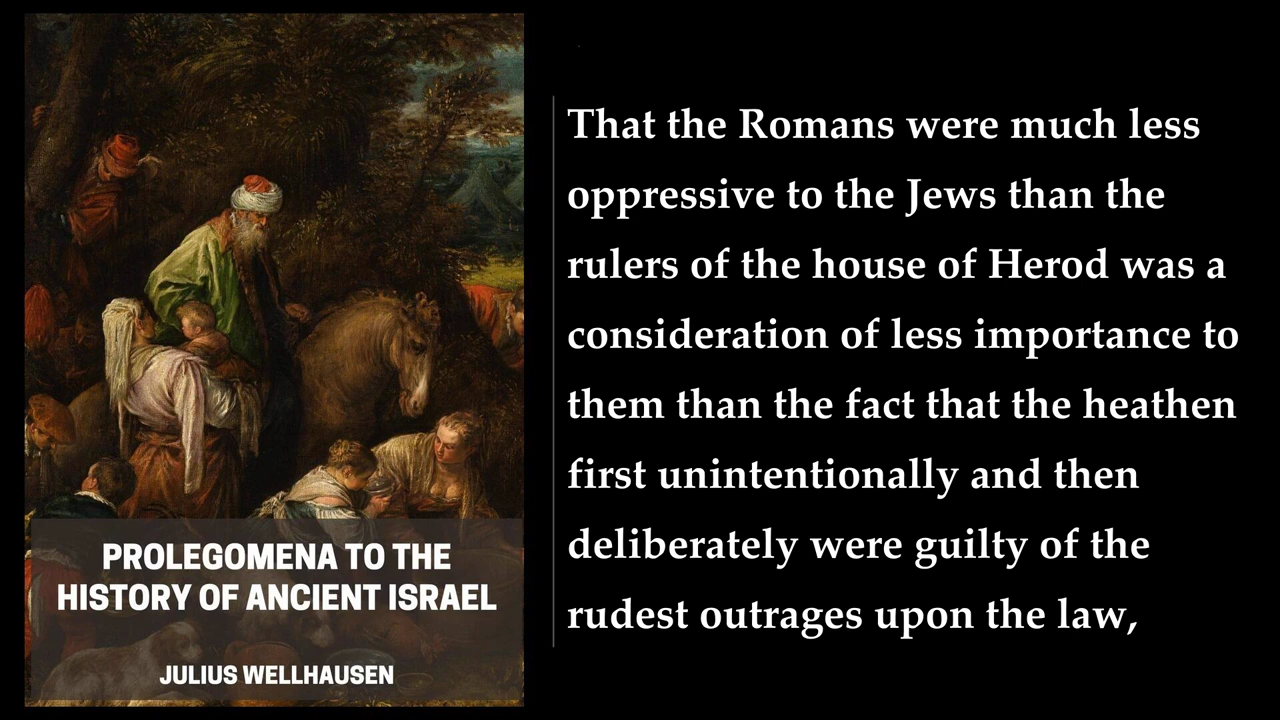 That the Romans were much less
oppressive to the Jews than the
rulers of the house of Herod was a
consideration of less importance to
them than the fact that the heathen
first unintentionally and then
deliberately were guilty of the
rudest outrages upon the law,
PROLEGOMENA TO THE
HISTORY OF ANCIENT ISRAEL
JULIUS WELLHAUSEN